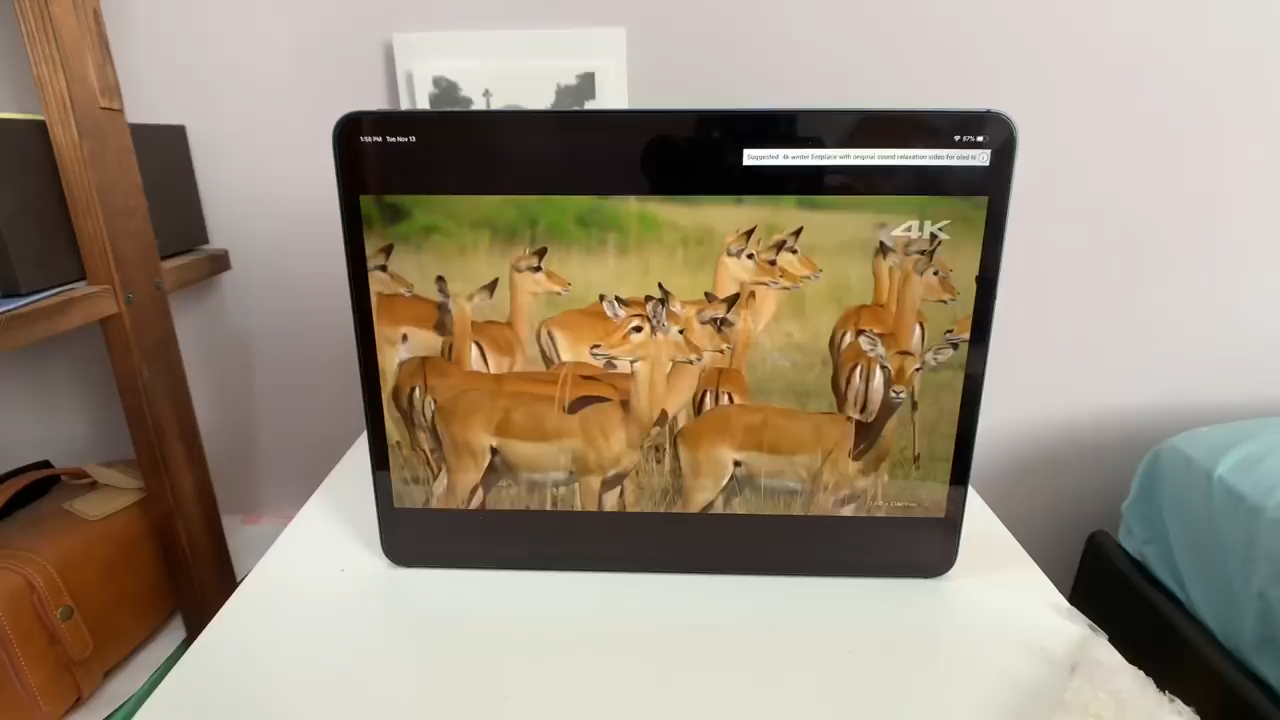 1:58 PM Tue Nov 13
57%
Suggested: 4k winter fireplace with original sound relaxation video for oled tv
4K